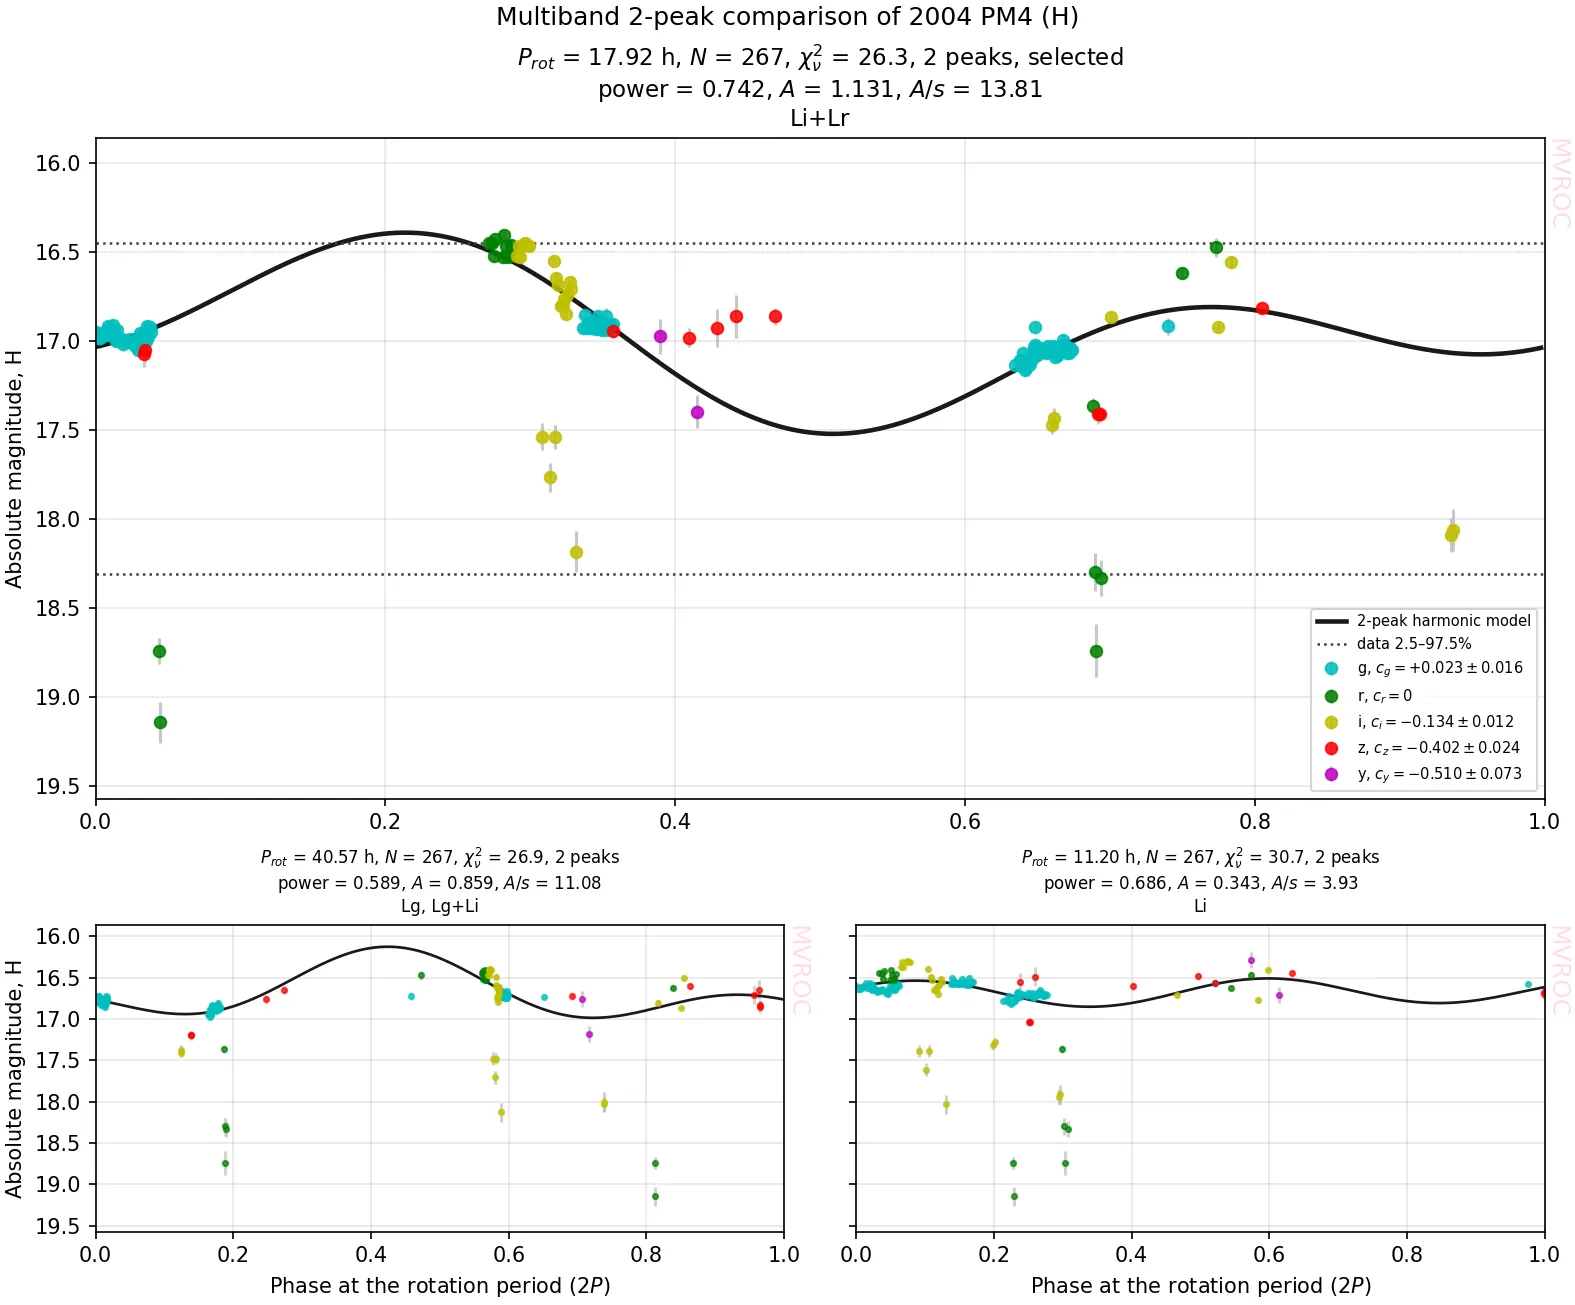 Multiband 2-peak comparison of 2004 PM4 (H)
P_rot = 17.92 h, N = 267, χ²_ν = 26.3, 2 peaks, selected
power = 0.742, A = 1.131, A/s = 13.81
Li+Lr
MVROC
Absolute magnitude, H
16.0
16.5
17.0
17.5
18.0
18.5
19.0
19.5
2-peak harmonic model
data 2.5–97.5%
g, c_g = +0.023 ± 0.016
r, c_r = 0
i, c_i = −0.134 ± 0.012
z, c_z = −0.402 ± 0.024
y, c_y = −0.510 ± 0.073
0.0 0.2 0.4 0.6 0.8 1.0
P_rot = 40.57 h, N = 267, χ²_ν = 26.9, 2 peaks
power = 0.589, A = 0.859, A/s = 11.08
Lg, Lg+Li
MVROC
Absolute magnitude, H
16.0
16.5
17.0
17.5
18.0
18.5
19.0
19.5
0.0 0.2 0.4 0.6 0.8 1.0
Phase at the rotation period (2P)
P_rot = 11.20 h, N = 267, χ²_ν = 30.7, 2 peaks
power = 0.686, A = 0.343, A/s = 3.93
Li
MVROC
0.0 0.2 0.4 0.6 0.8 1.0
Phase at the rotation period (2P)